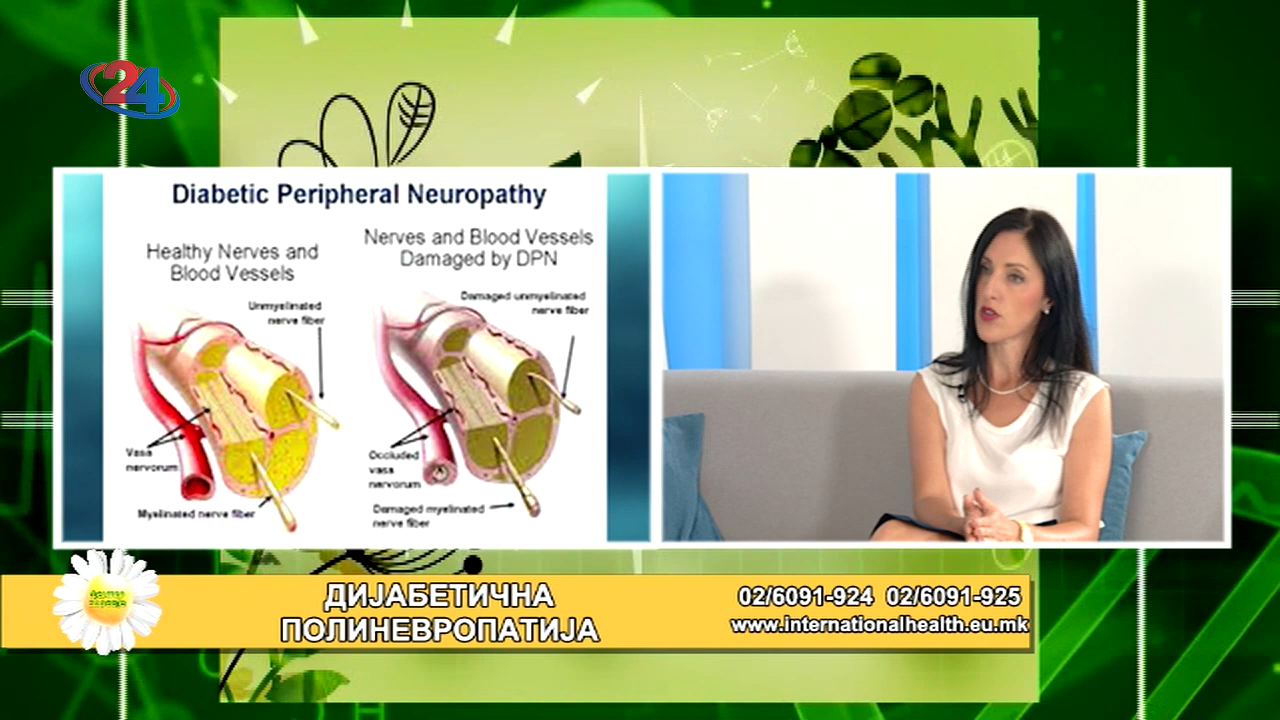 24
Diabetic Peripheral Neuropathy
Healthy Nerves and
Blood Vessels
Unmyelinated
nerve fiber
Vasa
nervorum
Myelinated nerve fiber
Nerves and Blood Vessels
Damaged by DPN
Damaged unmyelinated
nerve fiber
Occluded
vasa
nervorum
Damaged myelinated
nerve fiber
ДИЈАБЕТИЧНА
ПОЛИНЕВРОПАТИЈА
02/6091-924 02/6091-925
www.internationalhealth.eu.mk